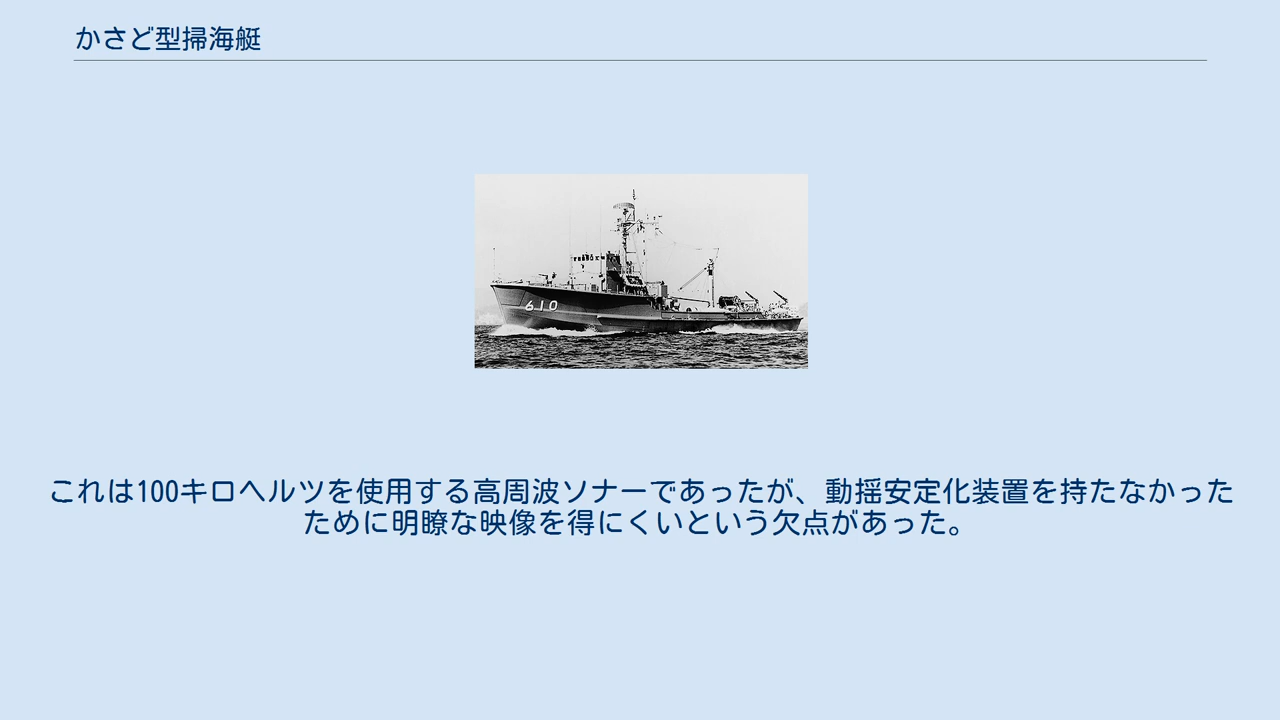 かさど型掃海艇
610
これは100キロヘルツを使用する高周波ソナーであったが、動揺安定化装置を持たなかった
ために明瞭な映像を得にくいという欠点があった。